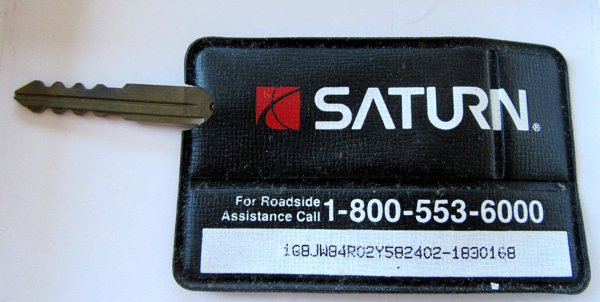 SATURN®
For Roadside
Assistance Call 1-800-553-6000
1G8JW84R02Y582402-1830168